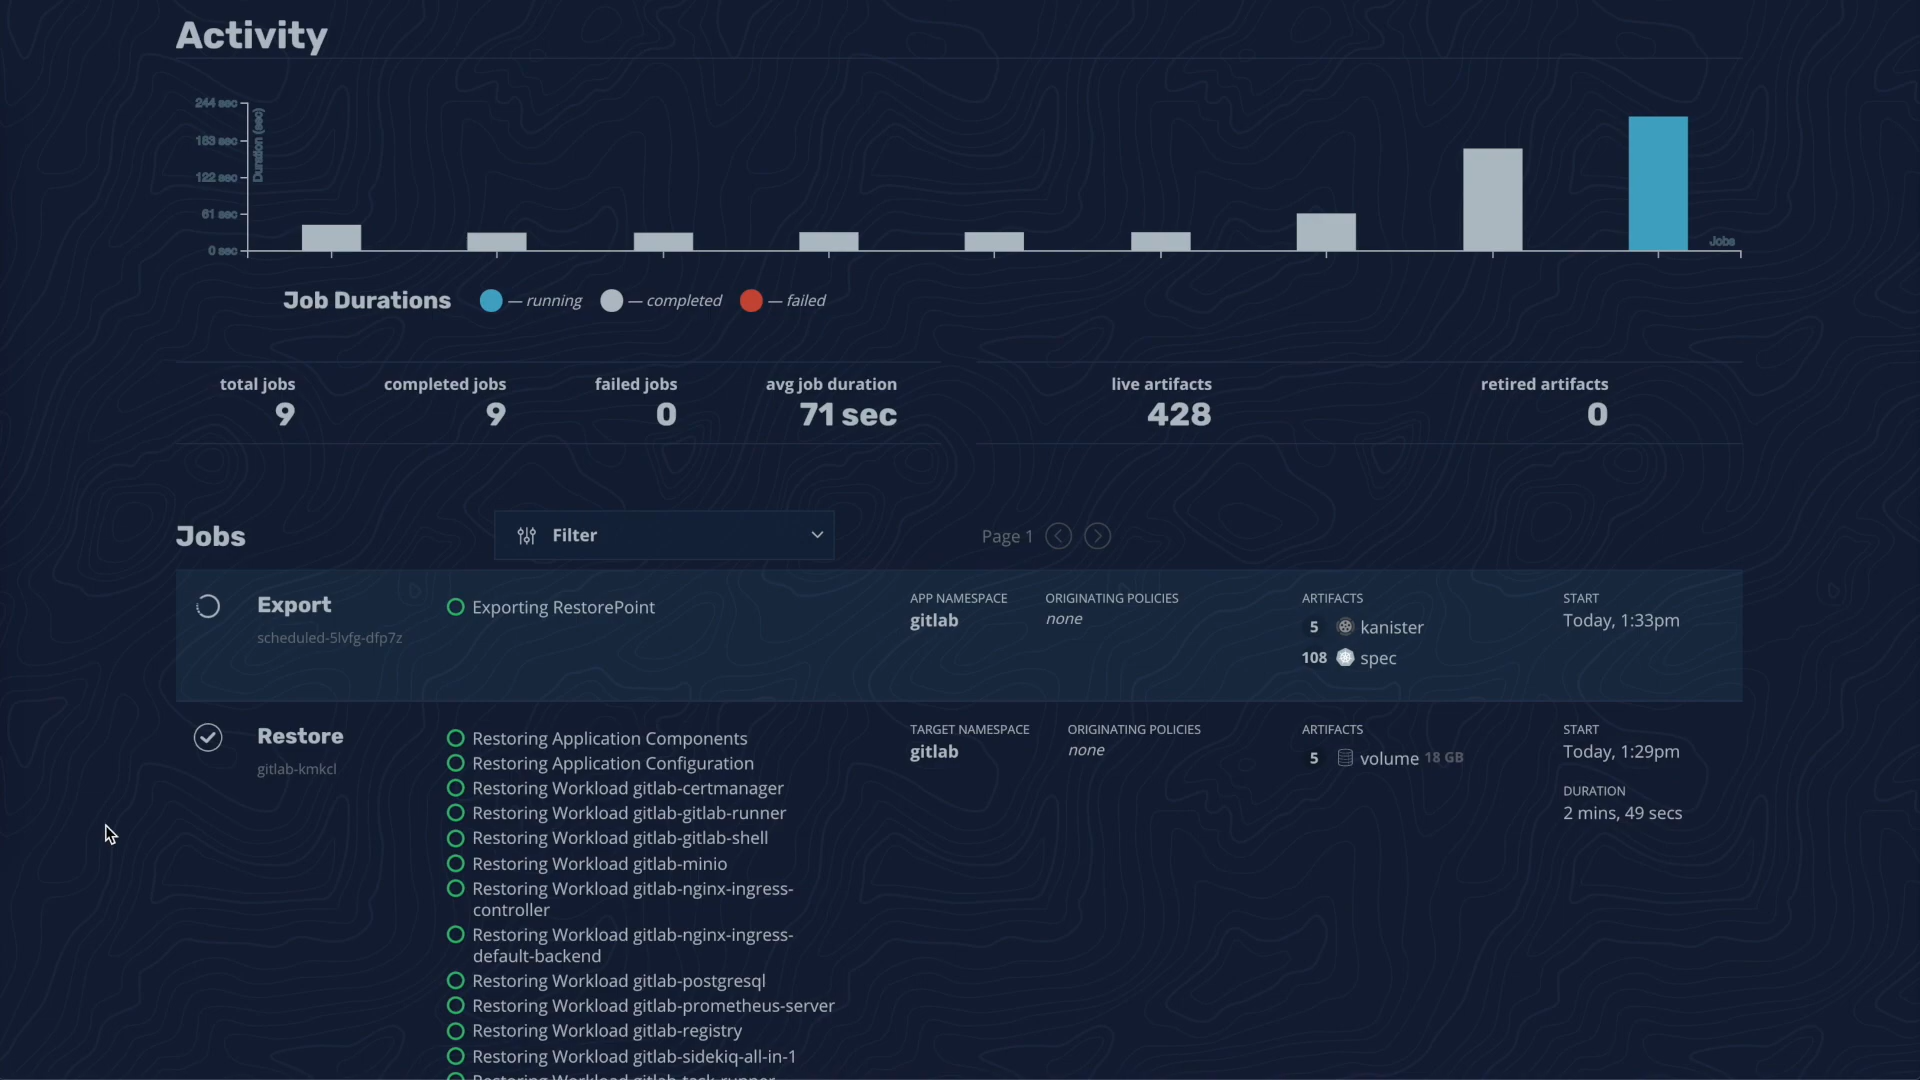 Activity
244 sec
183 sec
122 sec
61 sec
0 sec
Duration (sec)
Jobs
Job Durations — running — completed — failed
total jobs completed jobs failed jobs avg job duration live artifacts retired artifacts
9 9 0 71 sec 428 0
Jobs Filter Page 1
Export Exporting RestorePoint APP NAMESPACE ORIGINATING POLICIES ARTIFACTS START
scheduled-5lvfg-dfp7z gitlab none 5 kanister Today, 1:33pm
108 spec
Restore Restoring Application Components TARGET NAMESPACE ORIGINATING POLICIES ARTIFACTS START
gitlab-kmkcl Restoring Application Configuration gitlab none 5 volume 18 GB Today, 1:29pm
Restoring Workload gitlab-certmanager DURATION
Restoring Workload gitlab-gitlab-runner 2 mins, 49 secs
Restoring Workload gitlab-gitlab-shell
Restoring Workload gitlab-minio
Restoring Workload gitlab-nginx-ingress-
controller
Restoring Workload gitlab-nginx-ingress-
default-backend
Restoring Workload gitlab-postgresql
Restoring Workload gitlab-prometheus-server
Restoring Workload gitlab-registry
Restoring Workload gitlab-sidekiq-all-in-1
Restoring Workload gitlab-task-runner